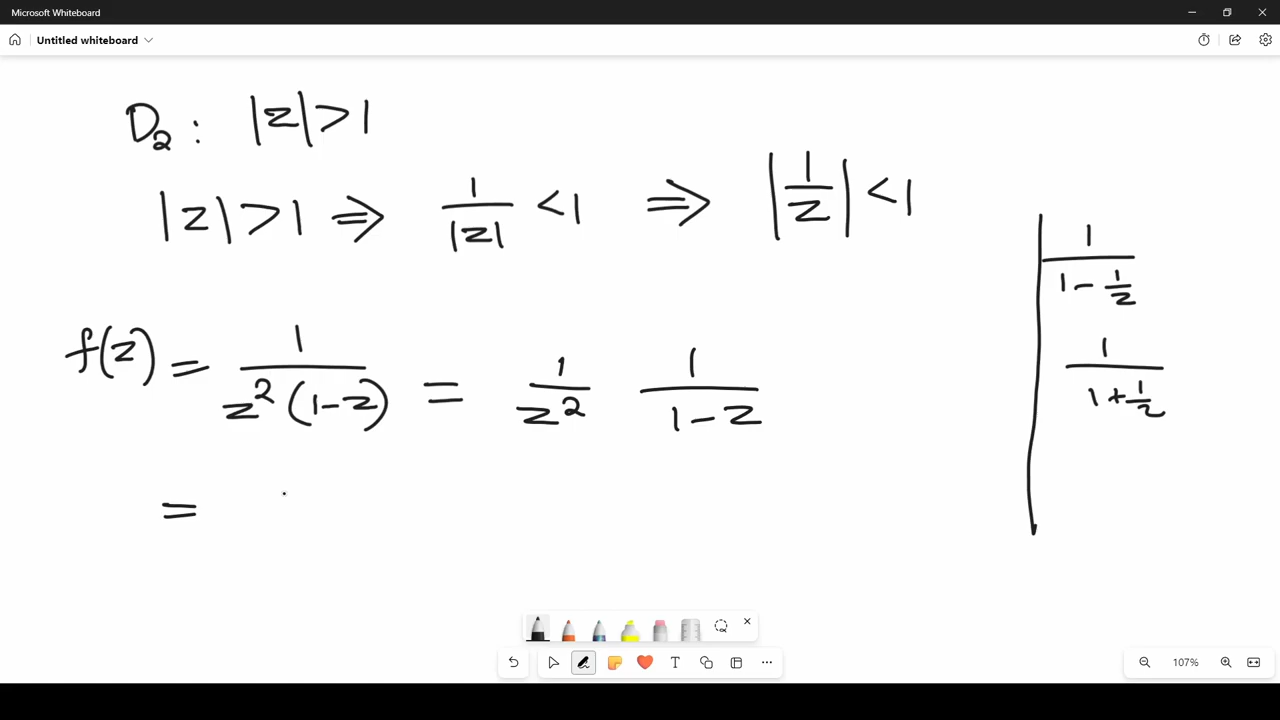 Microsoft Whiteboard
Untitled whiteboard
D₂ : |z| > 1
|z| > 1 ⇒ 1/|z| < 1 ⇒ |1/z| < 1
f(z) = 1/(z²(1-z)) = 1/z² 1/(1-z)
=
1/(1 - 1/z)
1/(1 + 1/z)
T
107%